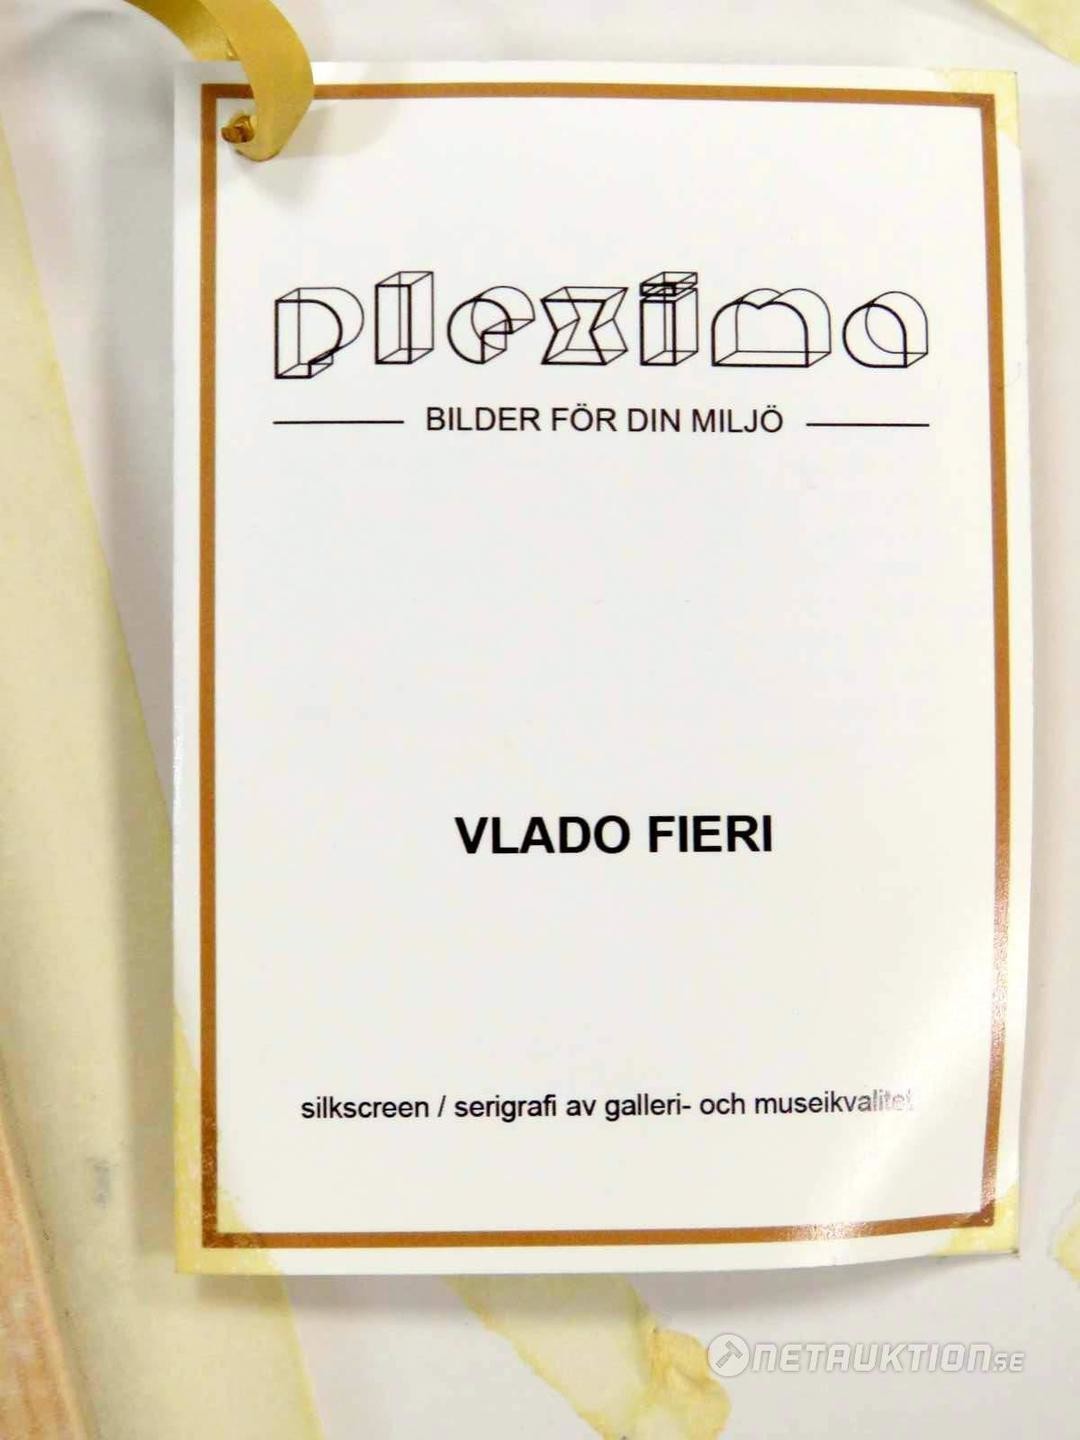 plexima
BILDER FÖR DIN MILJÖ
VLADO FIERI
silkscreen / serigrafi av galleri- och museikvalitet
NETAUKTION.SE